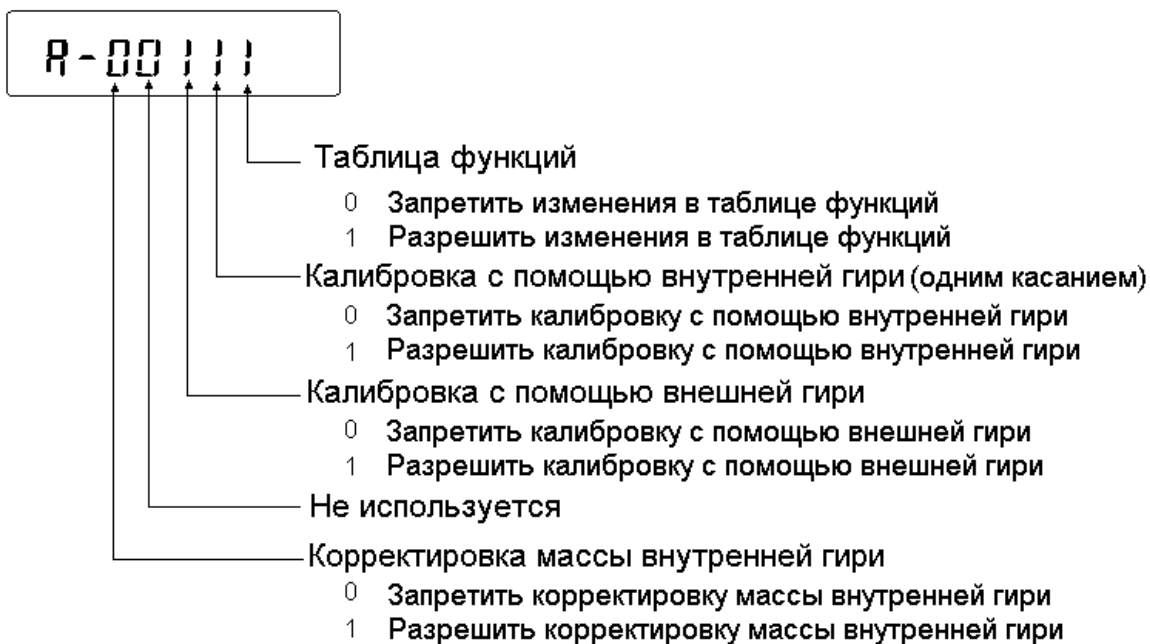 A-00111
Таблица функций
0 Запретить изменения в таблице функций
1 Разрешить изменения в таблице функций
Калибровка с помощью внутренней гири (одним касанием)
0 Запретить калибровку с помощью внутренней гири
1 Разрешить калибровку с помощью внутренней гири
Калибровка с помощью внешней гири
0 Запретить калибровку с помощью внешней гири
1 Разрешить калибровку с помощью внешней гири
Не используется
Корректировка массы внутренней гири
0 Запретить корректировку массы внутренней гири
1 Разрешить корректировку массы внутренней гири